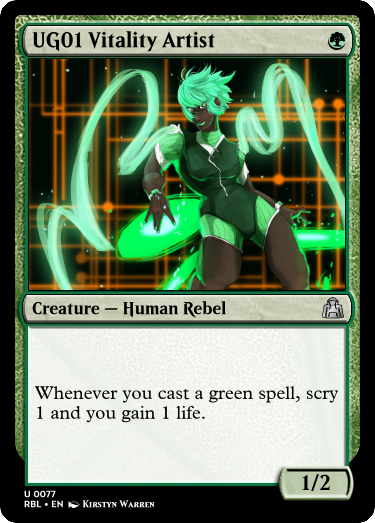 UG01 Vitality Artist
Creature — Human Rebel
Whenever you cast a green spell, scry
1 and you gain 1 life.
1/2
U 0077
RBL • EN Kirstyn Warren